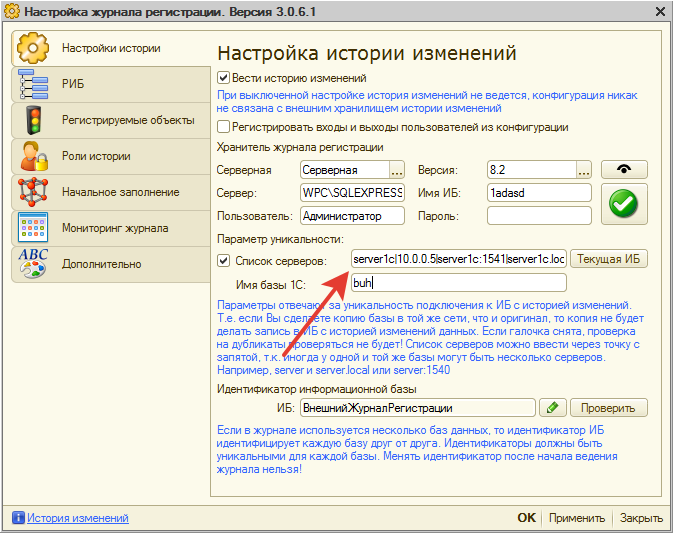 Настройка журнала регистрации. Версия 3.0.6.1
Настройки истории
РИБ
Регистрируемые объекты
Роли истории
Начальное заполнение
Мониторинг журнала
ABC
Дополнительно
Настройка истории изменений
Вести историю изменений
При выключенной настройке история изменений не ведется, конфигурация никак
не связана с внешним хранилищем истории изменений
Регистрировать входы и выходы пользователей из конфигурации
Хранитель журнала регистрации
Серверная Серверная ... Версия: 8.2 ...
Сервер: WPC\SQLEXPRESS Имя ИБ: 1adasd
Пользователь: Администратор Пароль:
Параметр уникальности:
Список серверов: server1c|10.0.0.5|server1c:1541|server1c.loc Текущая ИБ
Имя базы 1С: buh
Параметры отвечают за уникальность подключения к ИБ с историей изменений.
Т.е. если Вы сделаете копию базы в той же сети, что и оригинал, то копия не будет
делать запись в ИБ с историей изменений данных. Если галочка снята, проверка
на дубликаты проверяться не будет! Список серверов можно ввести через точку с
запятой, т.к. иногда у одной и той же базы могут быть несколько серверов.
Например, server и server.local или server:1540
Идентификатор информационной базы
ИБ: ВнешнийЖурналРегистрации Проверить
Если в журнале используется несколько баз данных, то идентификатор ИБ
идентифицирует каждую базу друг от друга. Идентификаторы должны быть
уникальными для каждой базы. Менять идентификатор после начала ведения
журнала нельзя!
История изменений
OK Применить Закрыть